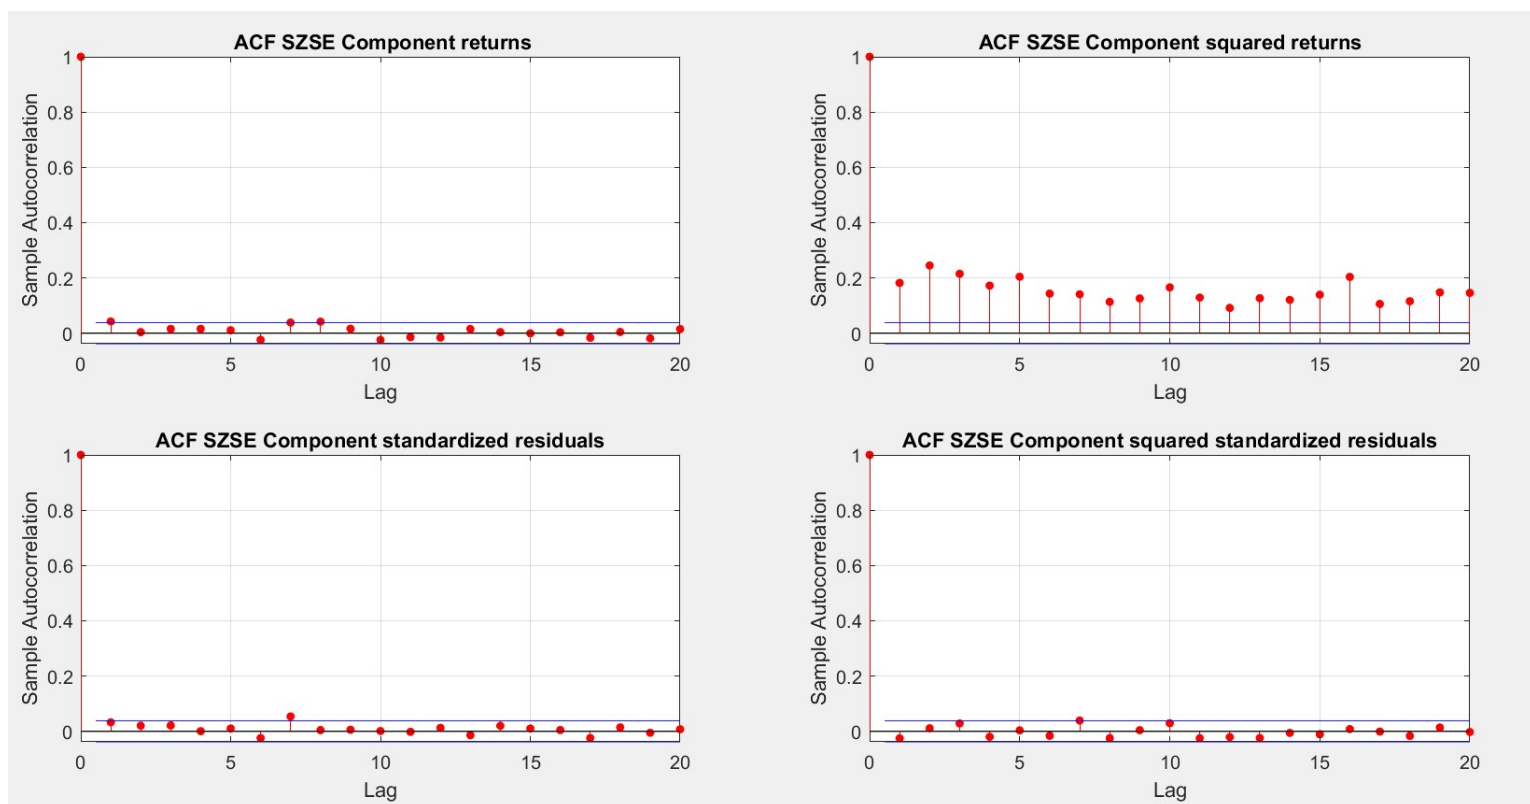 ACF SZSE Component returns
Sample Autocorrelation
1
0.8
0.6
0.4
0.2
0
0 5 10 15 20
Lag
ACF SZSE Component squared returns
Sample Autocorrelation
1
0.8
0.6
0.4
0.2
0
0 5 10 15 20
Lag
ACF SZSE Component standardized residuals
Sample Autocorrelation
1
0.8
0.6
0.4
0.2
0
0 5 10 15 20
Lag
ACF SZSE Component squared standardized residuals
Sample Autocorrelation
1
0.8
0.6
0.4
0.2
0
0 5 10 15 20
Lag